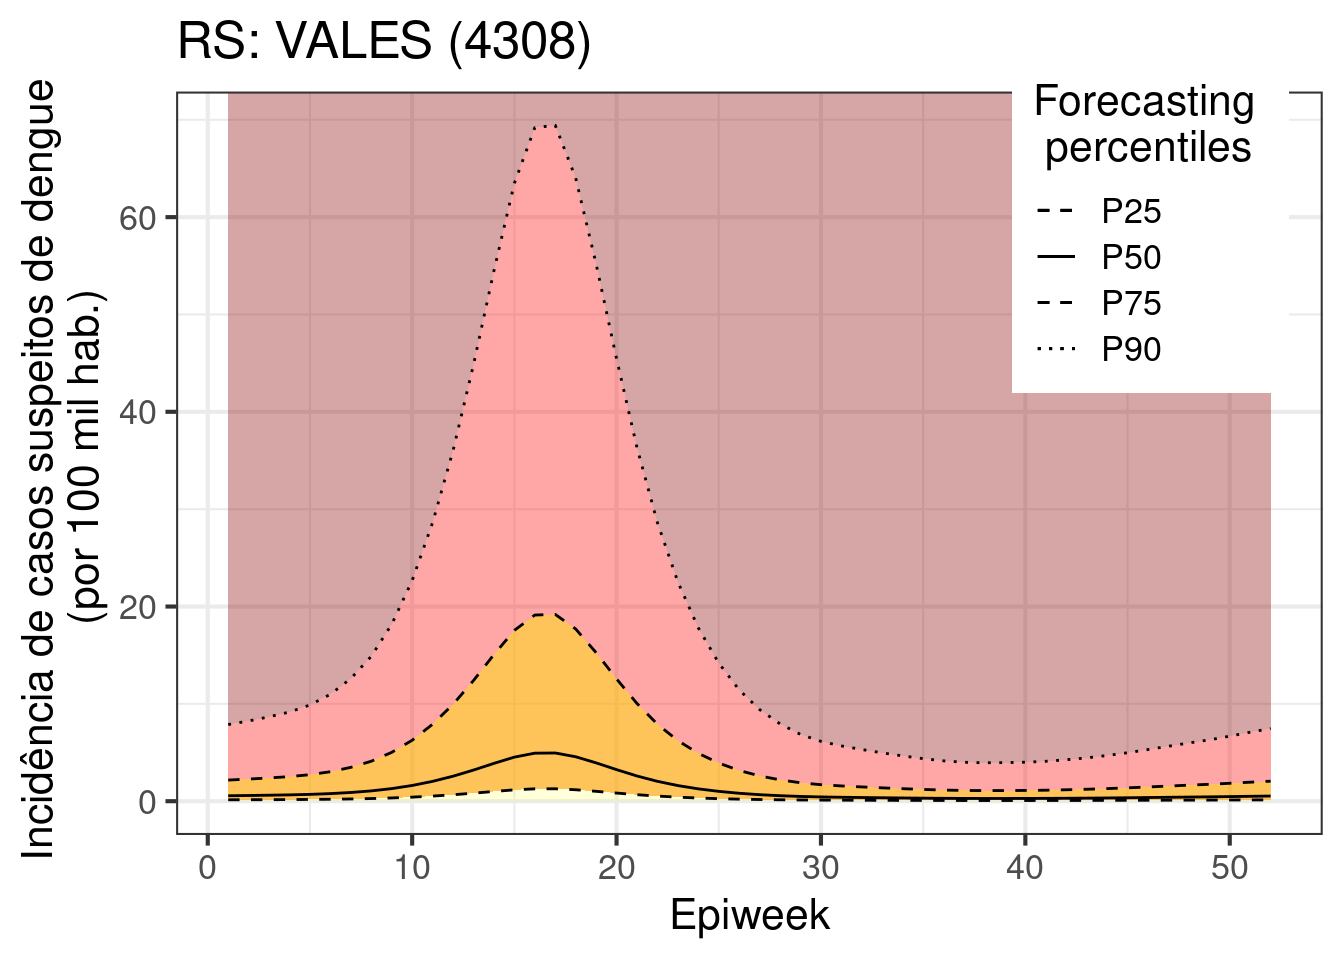 RS: VALES (4308)
Incidência de casos suspeitos de dengue
(por 100 mil hab.)
60
40
20
0
Forecasting
percentiles
P25
P50
P75
P90
0 10 20 30 40 50
Epiweek